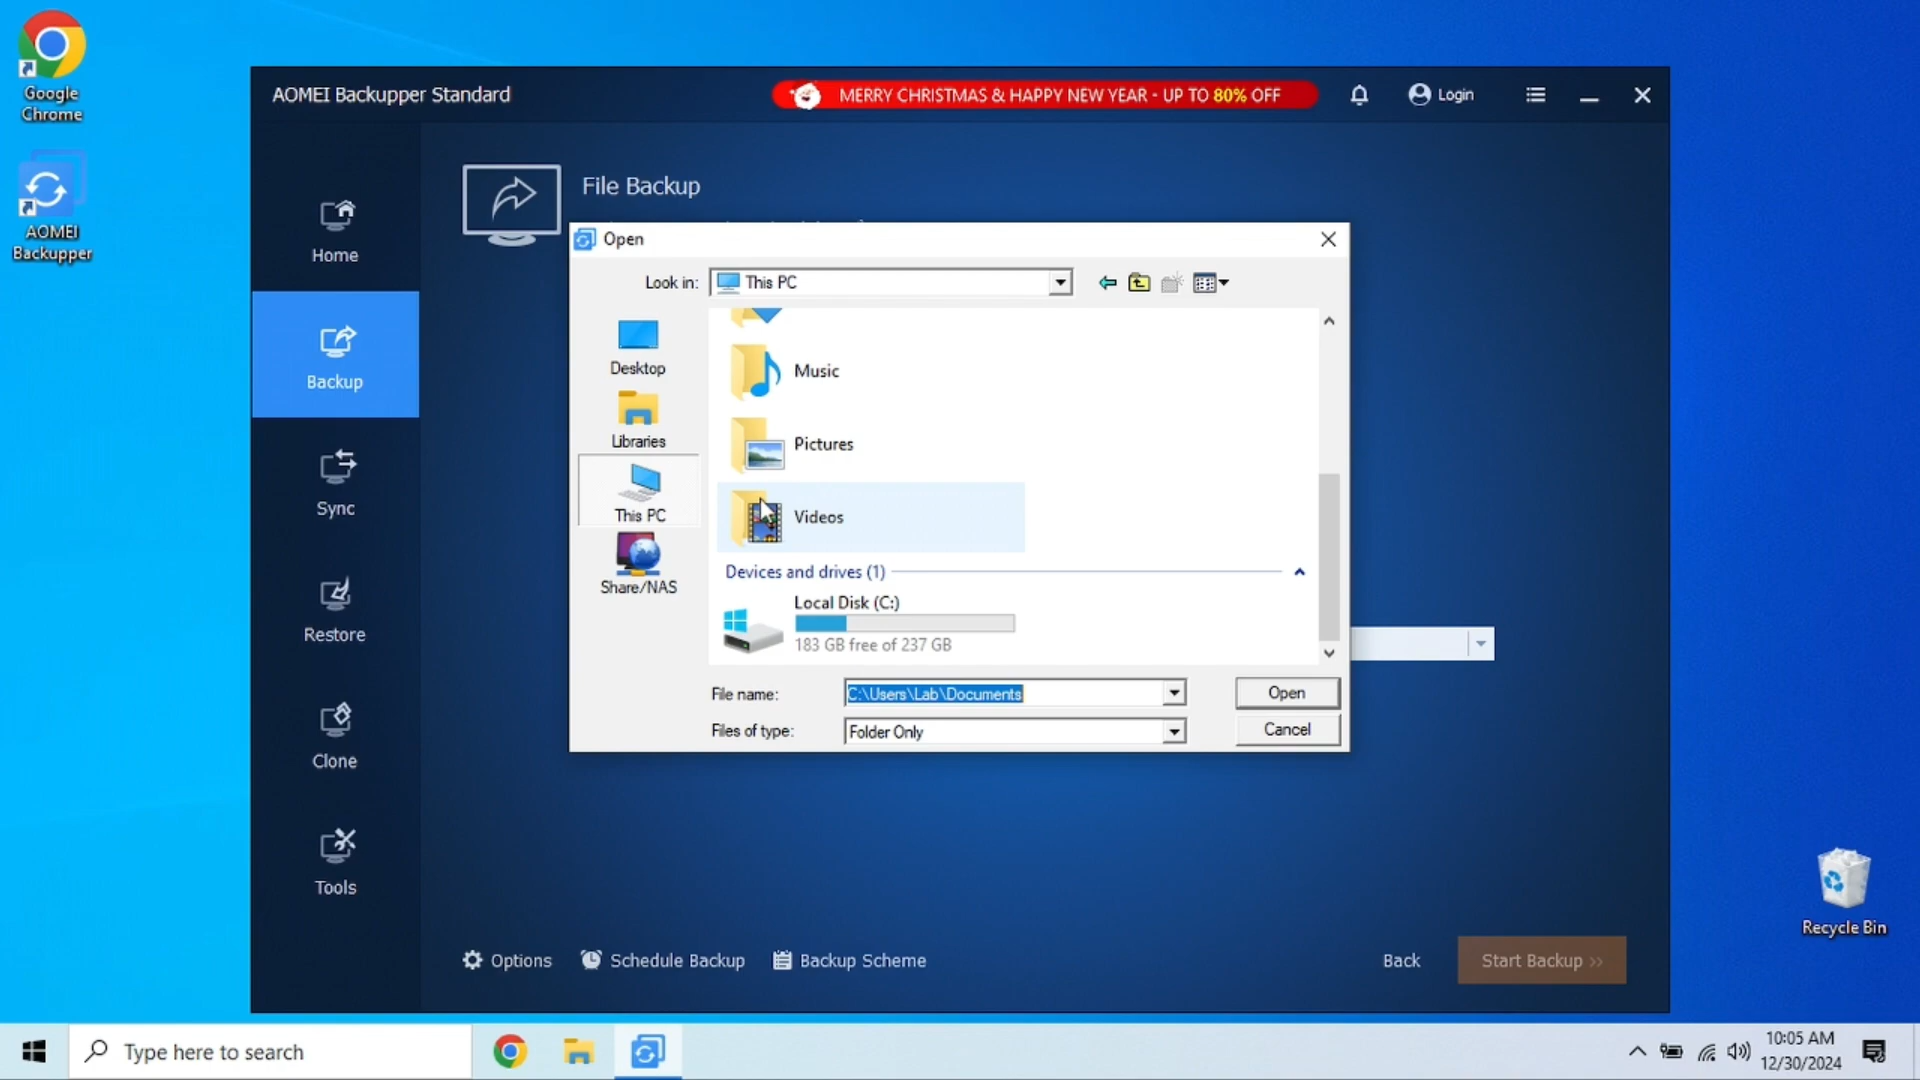 Google
Chrome
AOMEI
Backupper
AOMEI Backupper Standard
MERRY CHRISTMAS & HAPPY NEW YEAR - UP TO 80% OFF
Login
Home
Backup
Sync
Restore
Clone
Tools
File Backup
Open
Look in:
This PC
Desktop
Libraries
This PC
Share/NAS
Music
Pictures
Videos
Devices and drives (1)
Local Disk (C:)
183 GB free of 237 GB
File name:
C:\Users\Lab\Documents
Open
Files of type:
Folder Only
Cancel
Options
Schedule Backup
Backup Scheme
Back
Start Backup >>
Recycle Bin
Type here to search
10:05 AM
12/30/2024